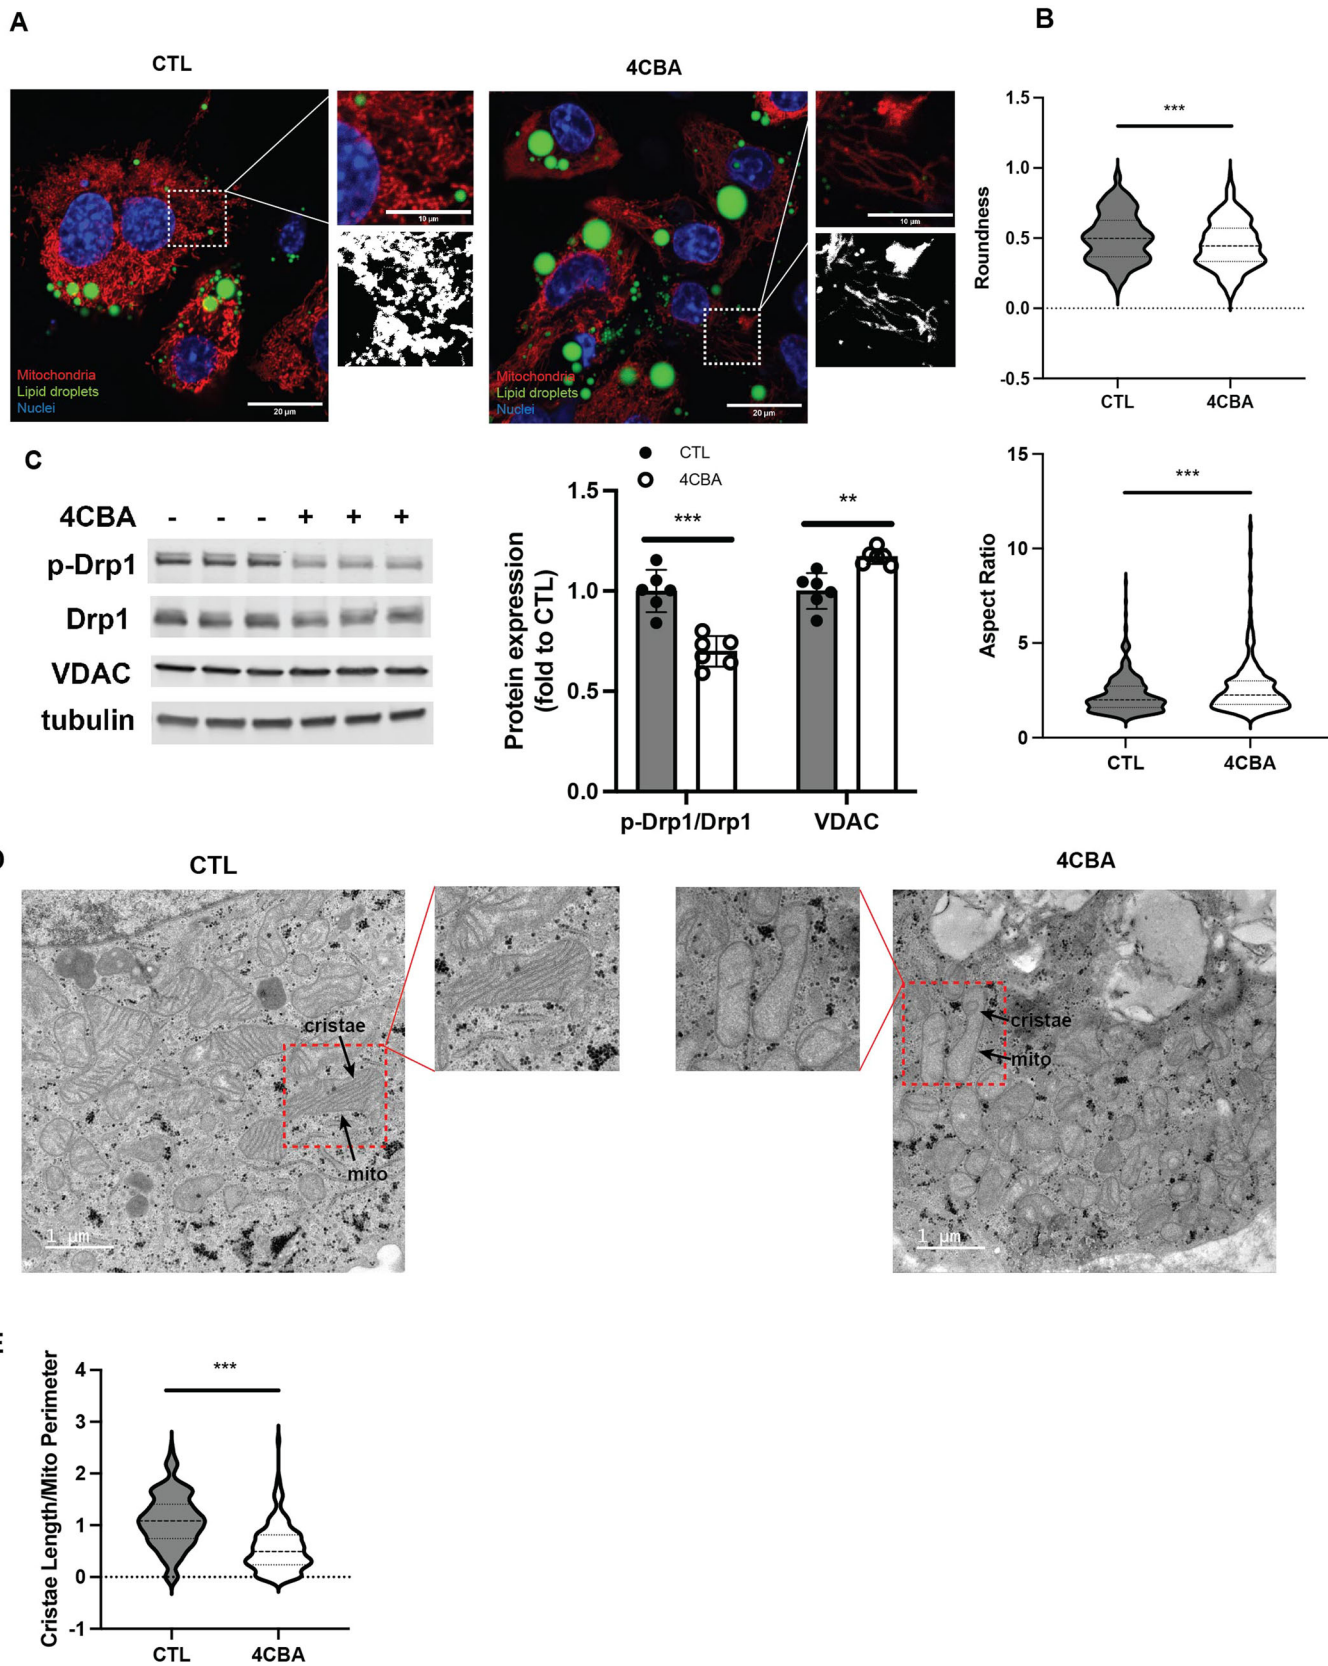 A
CTL
4CBA
10 µm
10 µm
Mitochondria
Lipid droplets
Nuclei
20 µm
Mitochondria
Lipid droplets
Nuclei
20 µm
B
Roundness
1.5
1.0
0.5
0.0
-0.5
CTL
4CBA
***
Aspect Ratio
15
10
5
0
CTL
4CBA
***
C
4CBA - - - + + +
p-Drp1
Drp1
VDAC
tubulin
CTL
4CBA
Protein expression
(fold to CTL)
1.5
1.0
0.5
0.0
***
**
p-Drp1/Drp1
VDAC
CTL
4CBA
cristae
mito
1 µm
cristae
mito
1 µm
Cristae Length/Mito Perimeter
4
3
2
1
0
-1
***
CTL
4CBA